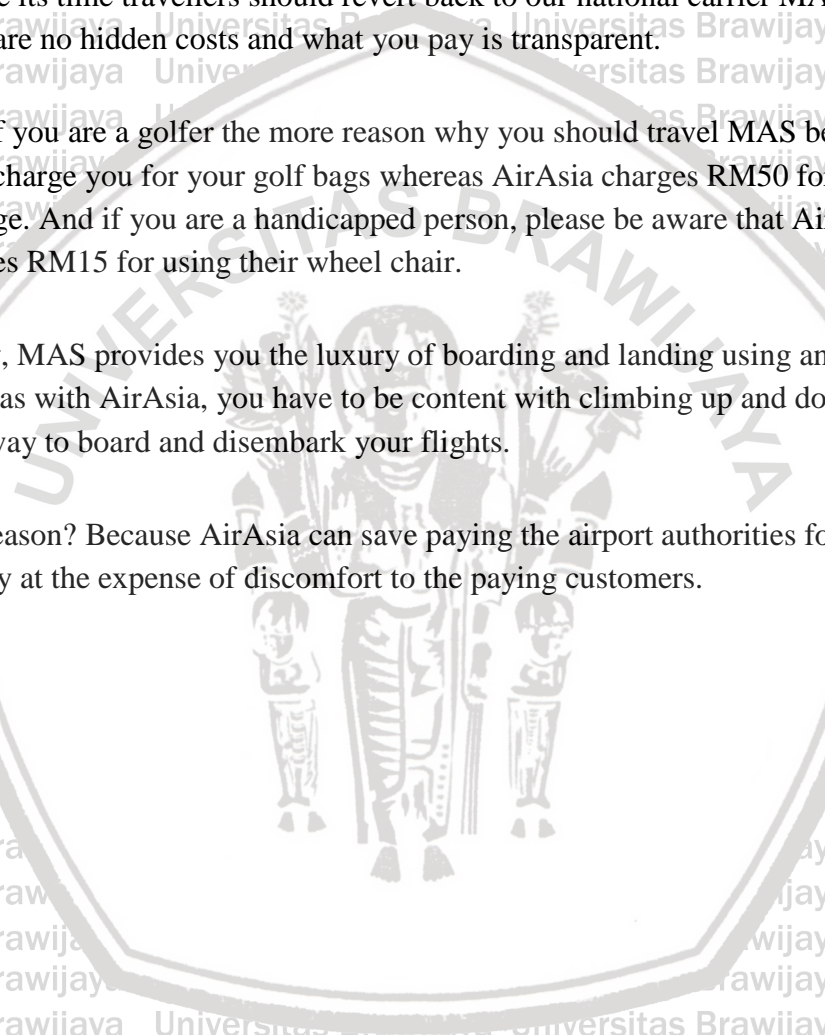 e its time travellers should revert back to our national carrier MA
are no hidden costs and what you pay is transparent.
f you are a golfer the more reason why you should travel MAS be
charge you for your golf bags whereas AirAsia charges RM50 for
ge. And if you are a handicapped person, please be aware that Air
es RM15 for using their wheel chair.
, MAS provides you the luxury of boarding and landing using an
as with AirAsia, you have to be content with climbing up and do
way to board and disembark your flights.
eason? Because AirAsia can save paying the airport authorities fo
y at the expense of discomfort to the paying customers.
UNIVERSITAS BRAWIJAYA